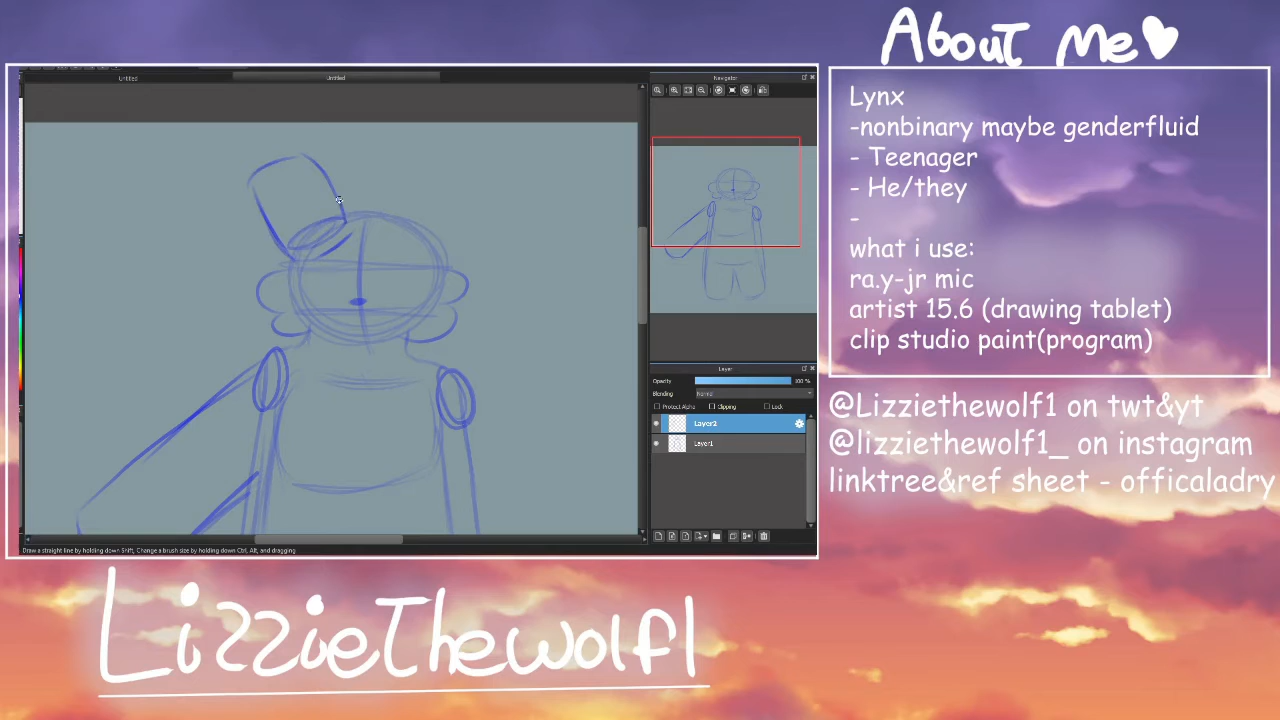 About Me
Untitled
Untitled
Navigator
Lynx
-nonbinary maybe genderfluid
- Teenager
- He/they
-
what i use:
ra.y-jr mic
artist 15.6 (drawing tablet)
clip studio paint(program)
Layer
Opacity 100 %
Blending Normal
Protect Alpha Clipping Lock
Layer2
Layer1
@Lizziethewolf1 on twt&yt
@lizziethewolf1_ on instagram
linktree&ref sheet - officaladry
Draw a straight line by holding down Shift, Change a brush size by holding down Ctrl, Alt, and dragging
LizzieThewolf1